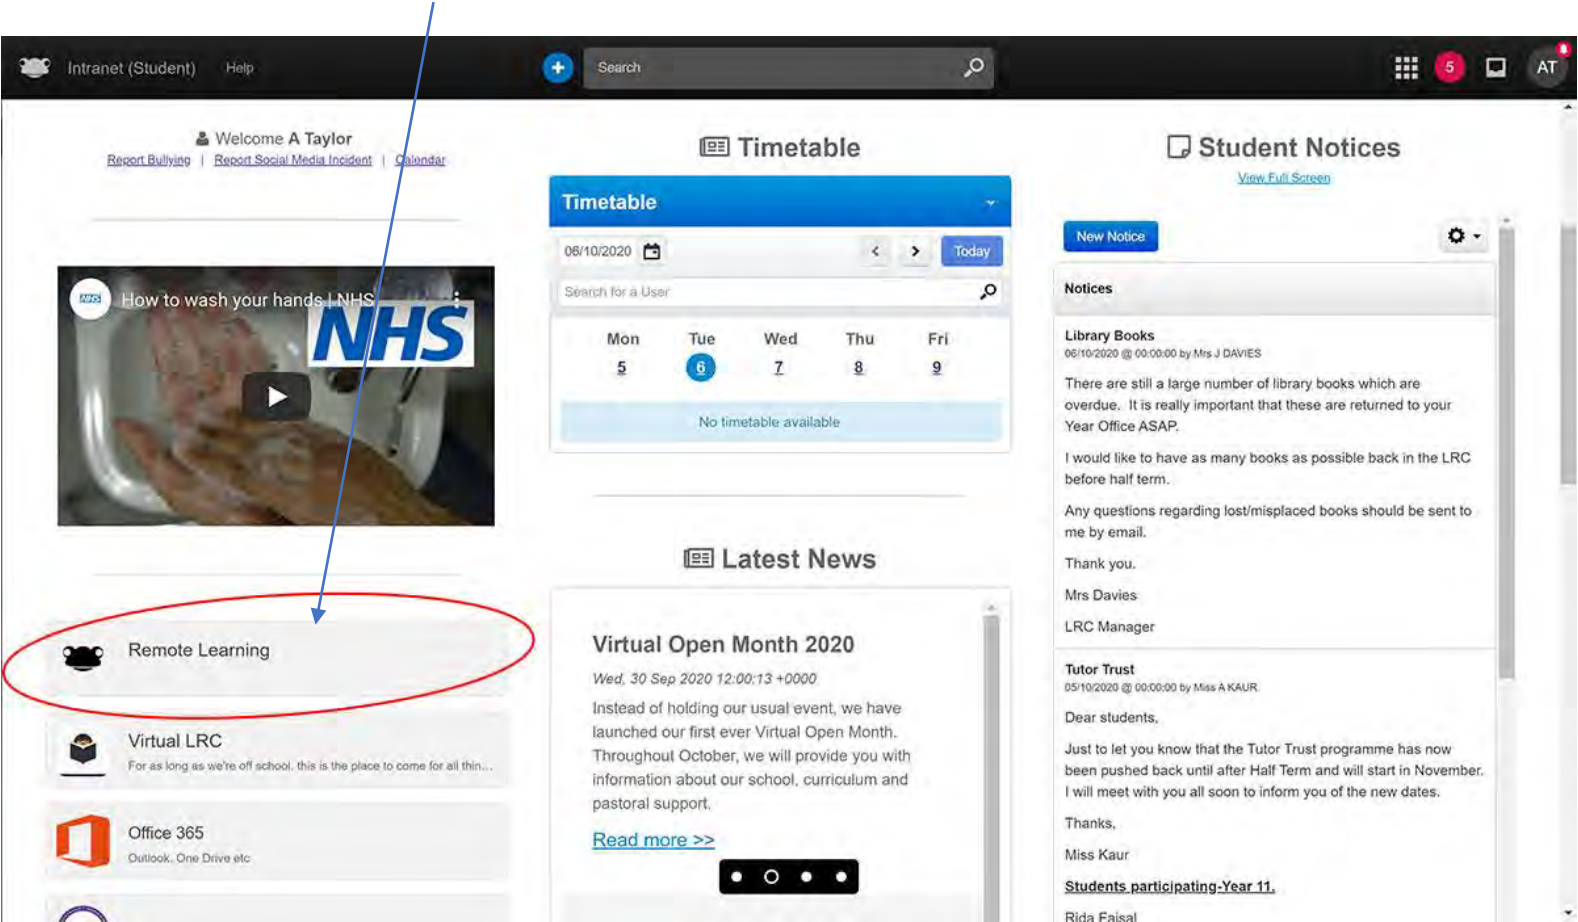 Intranet (Student)
Help
Search
5
AT
Welcome A Taylor
Report Bullying | Report Social Media Incident | Calendar
NHS
How to wash your hands | NHS
NHS
Remote Learning
Virtual LRC
For as long as we're off school, this is the place to come for all thin...
Office 365
Outlook, One Drive etc
Timetable
Timetable
06/10/2020
Today
Search for a User
Mon Tue Wed Thu Fri
5 6 7 8 9
No timetable available
Latest News
Virtual Open Month 2020
Wed, 30 Sep 2020 12:00:13 +0000
Instead of holding our usual event, we have
launched our first ever Virtual Open Month.
Throughout October, we will provide you with
information about our school, curriculum and
pastoral support.
Read more >>
Student Notices
View Full Screen
New Notice
Notices
Library Books
06/10/2020 @ 00:00:00 by Mrs J DAVIES
There are still a large number of library books which are
overdue. It is really important that these are returned to your
Year Office ASAP.
I would like to have as many books as possible back in the LRC
before half term.
Any questions regarding lost/misplaced books should be sent to
me by email.
Thank you.
Mrs Davies
LRC Manager
Tutor Trust
05/10/2020 @ 00:00:00 by Miss A KAUR
Dear students,
Just to let you know that the Tutor Trust programme has now
been pushed back until after Half Term and will start in November.
I will meet with you all soon to inform you of the new dates.
Thanks,
Miss Kaur
Students participating-Year 11.
Rida Faisal